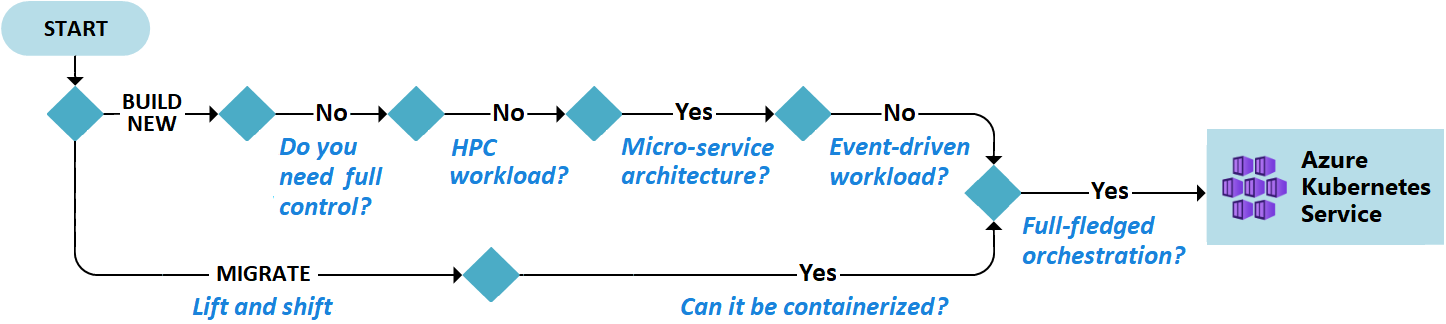 START
BUILD
NEW
No
Do you
need full
control?
No
HPC
workload?
Yes
Micro-service
architecture?
No
Event-driven
workload?
Yes
Full-fledged
orchestration?
Azure
Kubernetes
Service
MIGRATE
Lift and shift
Yes
Can it be containerized?